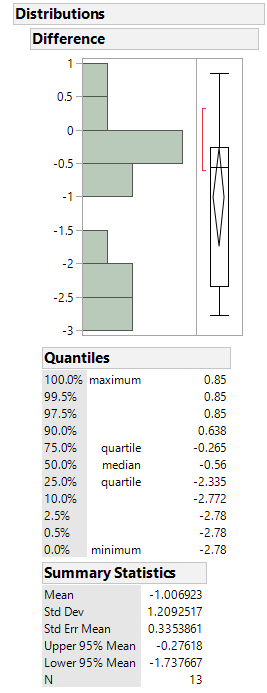 Distributions
Difference
1
0.5
0
-0.5
-1
-1.5
-2
-2.5
-3
Quantiles
100.0% maximum 0.85
99.5% 0.85
97.5% 0.85
90.0% 0.638
75.0% quartile -0.265
50.0% median -0.56
25.0% quartile -2.335
10.0% -2.772
2.5% -2.78
0.5% -2.78
0.0% minimum -2.78
Summary Statistics
Mean -1.006923
Std Dev 1.2092517
Std Err Mean 0.3353861
Upper 95% Mean -0.27618
Lower 95% Mean -1.737667
N 13